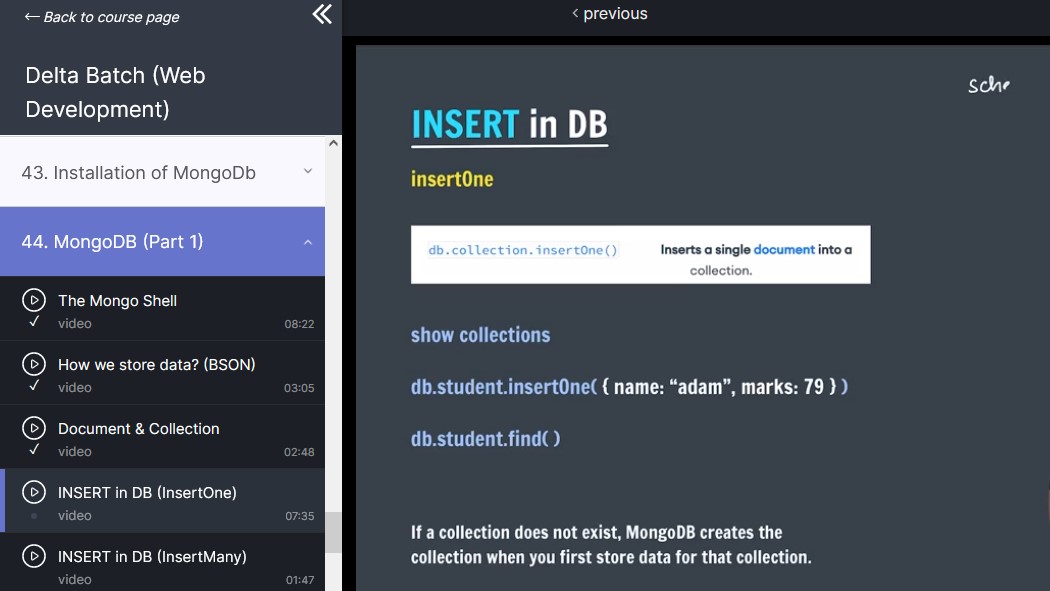 ← Back to course page
Delta Batch (Web
Development)
43. Installation of MongoDb
44. MongoDB (Part 1)
The Mongo Shell
video 08:22
How we store data? (BSON)
video 03:05
Document & Collection
video 02:48
INSERT in DB (InsertOne)
video 07:35
INSERT in DB (InsertMany)
video 01:47
< previous
INSERT in DB
insertOne
db.collection.insertOne() Inserts a single document into a
collection.
show collections
db.student.insertOne( { name: “adam”, marks: 79 } )
db.student.find( )
If a collection does not exist, MongoDB creates the
collection when you first store data for that collection.